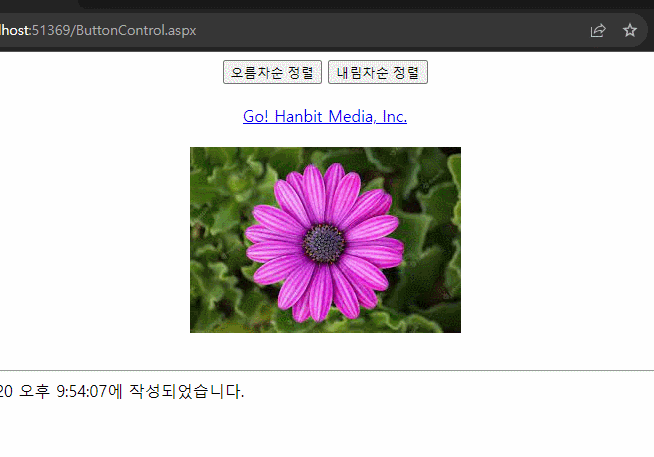 lhost:51369/ButtonControl.aspx
오름차순 정렬 내림차순 정렬
Go! Hanbit Media, Inc.
20 오후 9:54:07에 작성되었습니다.